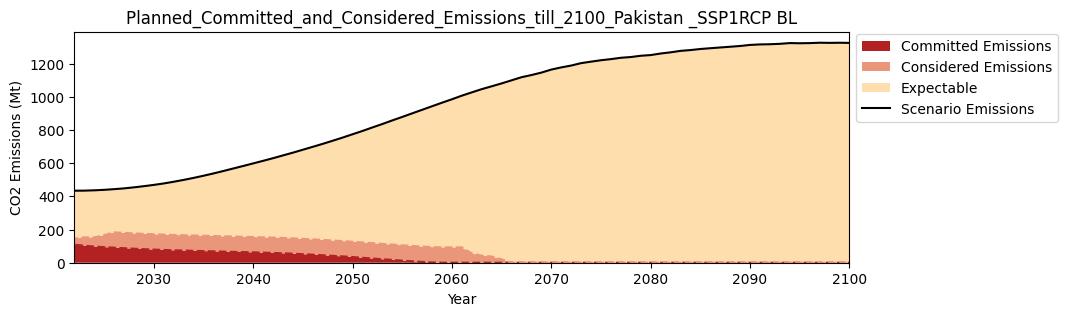 Planned_Committed_and_Considered_Emissions_till_2100_Pakistan _SSP1RCP BL
CO2 Emissions (Mt)
1200
1000
800
600
400
200
0
2030 2040 2050 2060 2070 2080 2090 2100
Year
Committed Emissions
Considered Emissions
Expectable
Scenario Emissions